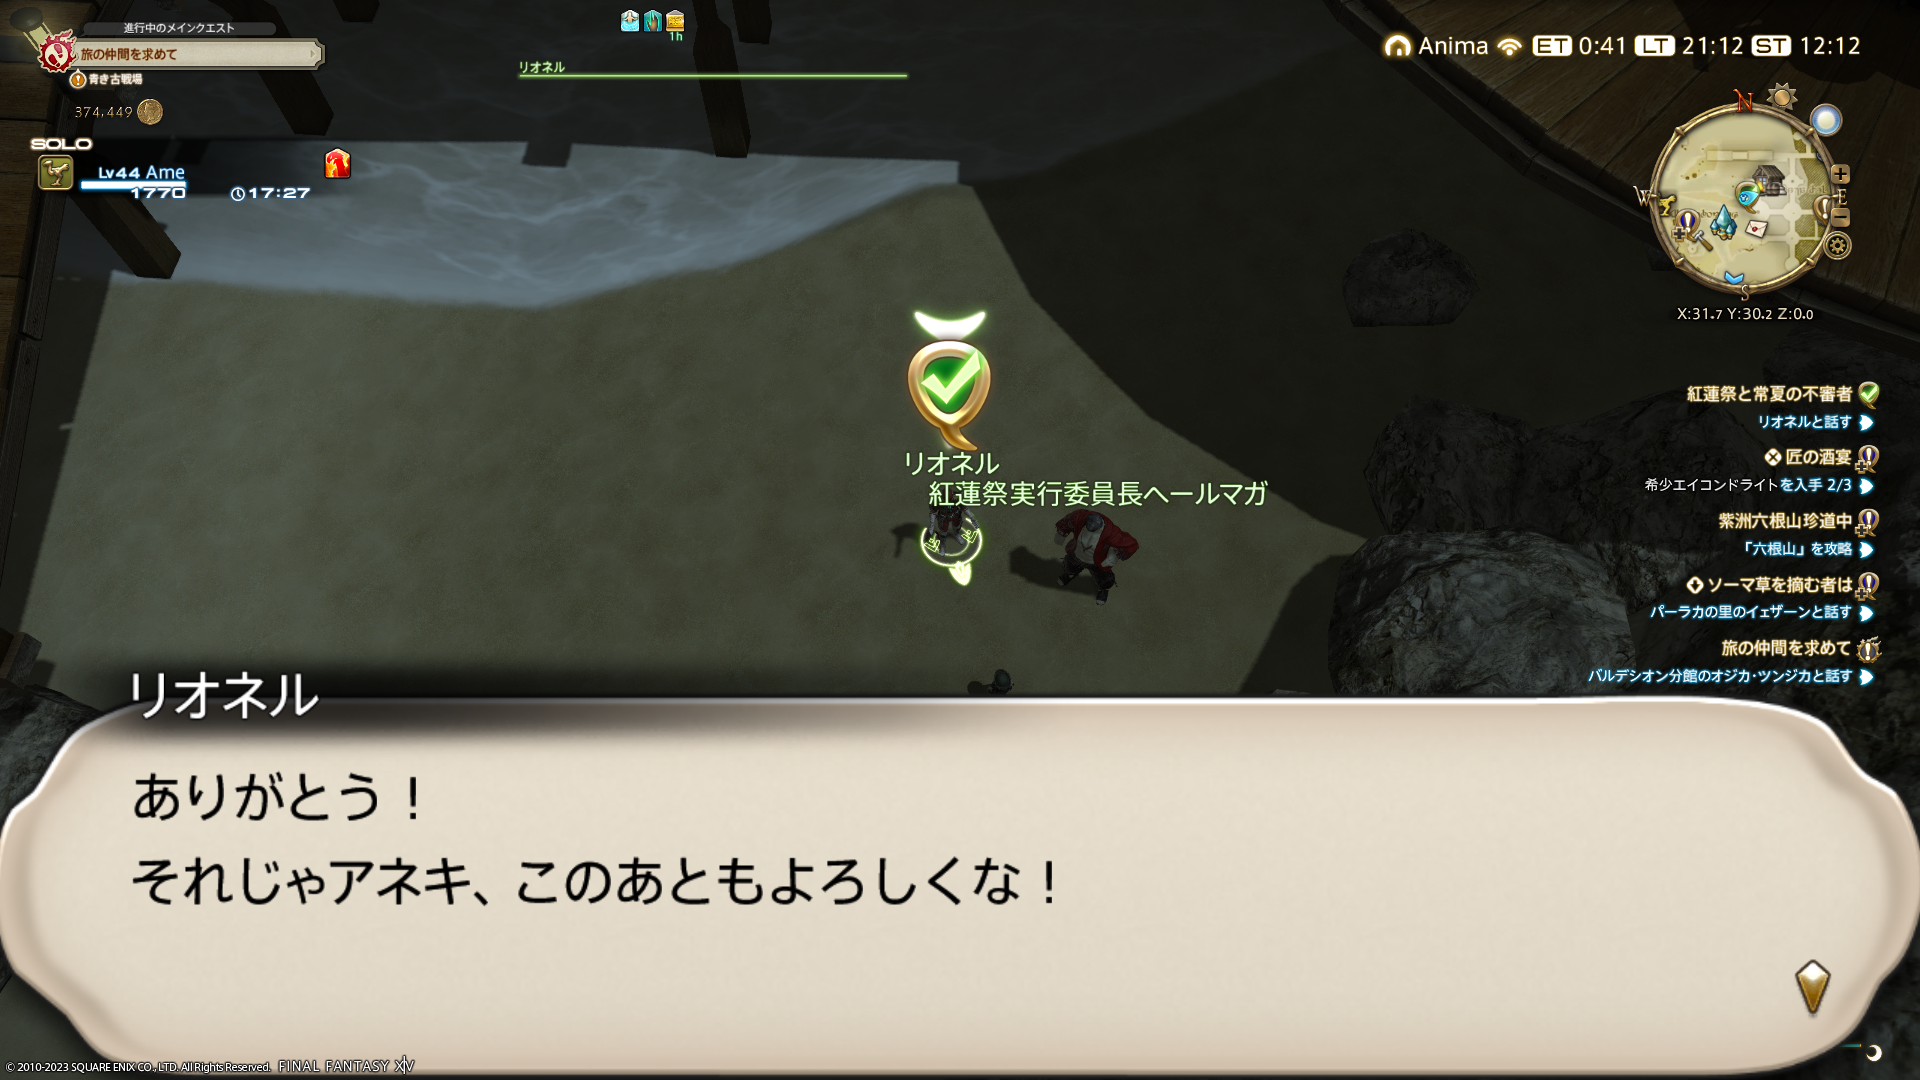 進行中のメインクエスト
旅の仲間を求めて
青き古戦場
374,449
SOLO
Lv44 Ame
1770
17:27
1h
リオネル
Anima ET 0:41 LT 21:12 ST 12:12
N
W
E
S
X:31.7 Y:30.2 Z:0.0
紅蓮祭と常夏の不審者
リオネルと話す
匠の酒宴
希少エイコンドライトを入手 2/3
紫洲六根山珍道中
「六根山」を攻略
ソーマ草を摘む者は
パーラカの里のイェザーンと話す
旅の仲間を求めて
バルデシオン分館のオジカ・ツンジカと話す
リオネル
紅蓮祭実行委員長ヘールマガ
リオネル
ありがとう！
それじゃアネキ、このあともよろしくな！
© 2010-2023 SQUARE ENIX CO., LTD. All Rights Reserved. FINAL FANTASY XIV